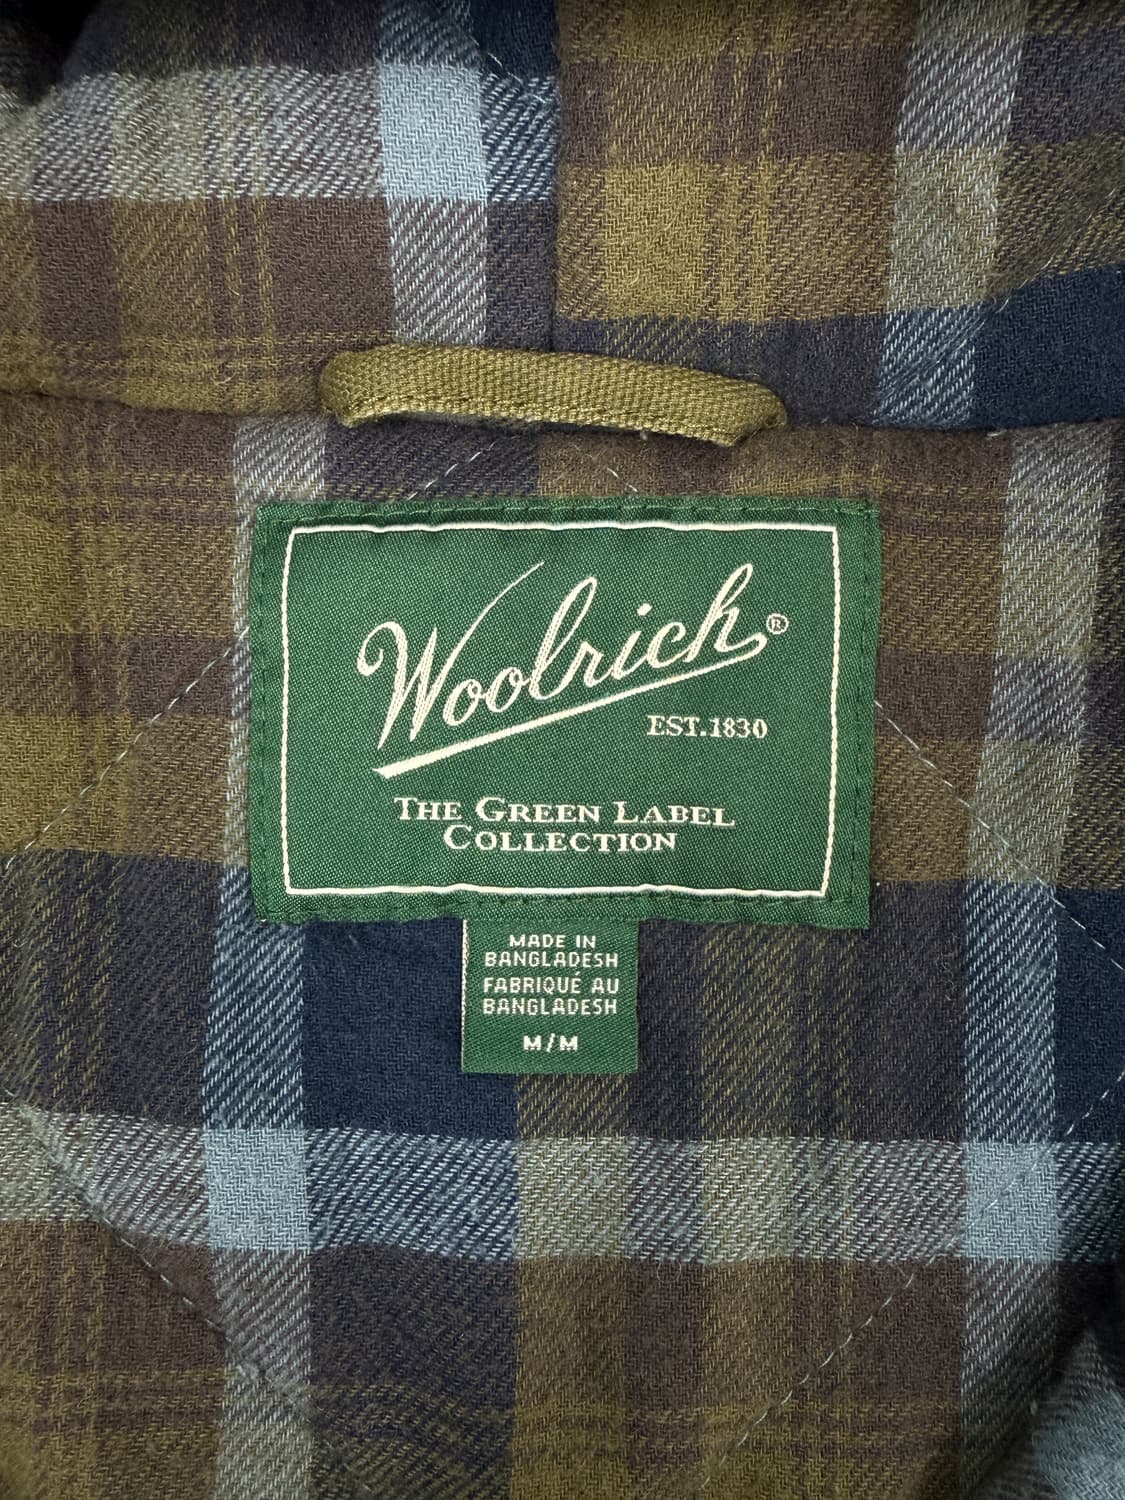 Woolrich®
EST.1830
THE GREEN LABEL
COLLECTION
MADE IN
BANGLADESH
FABRIQUÉ AU
BANGLADESH
M/M